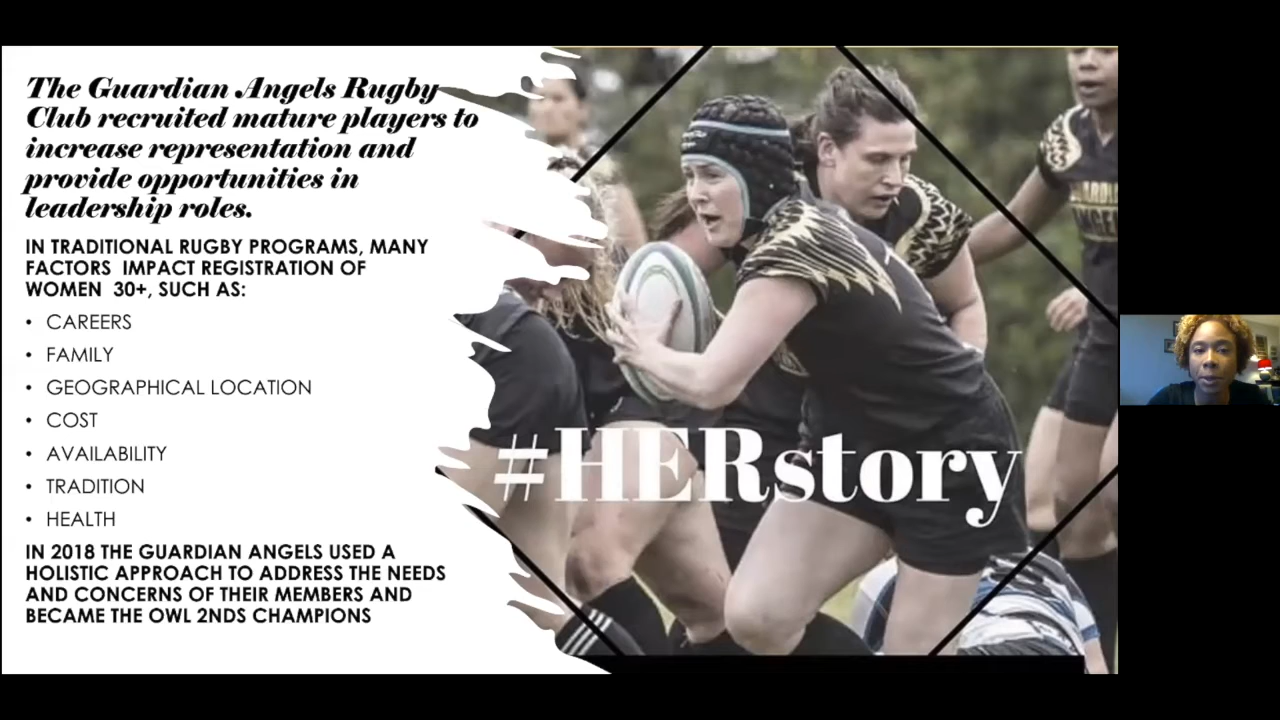 The Guardian Angels Rugby
Club recruited mature players to
increase representation and
provide opportunities in
leadership roles.
IN TRADITIONAL RUGBY PROGRAMS, MANY
FACTORS IMPACT REGISTRATION OF
WOMEN 30+, SUCH AS:
• CAREERS
• FAMILY
• GEOGRAPHICAL LOCATION
• COST
• AVAILABILITY
• TRADITION
• HEALTH
IN 2018 THE GUARDIAN ANGELS USED A
HOLISTIC APPROACH TO ADDRESS THE NEEDS
AND CONCERNS OF THEIR MEMBERS AND
BECAME THE OWL 2NDS CHAMPIONS
#HERstory